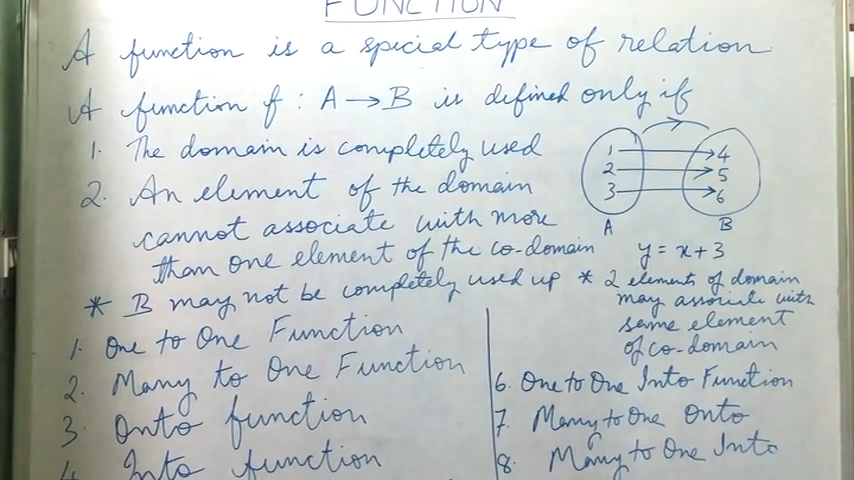 FUNCTION
A function is a special type of relation
A function f : A → B is defined only if
1. The domain is completely used
2. An element of the domain
cannot associate with more
than one element of the co-domain
1 → 4
2 → 5
3 → 6
A B
y = x + 3
* B may not be completely used up
* 2 elements of domain
may associate with
same element
of co-domain
1. One to One Function
2. Many to One Function
3. Onto function
4. Into function
6. One to One Into Function
7. Many to One Onto
8. Many to One Into